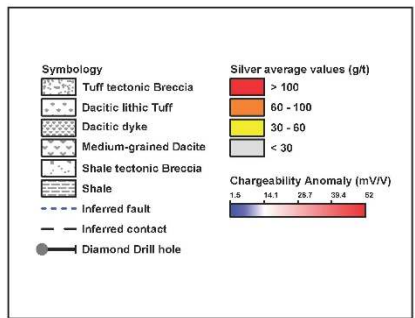 Symbology
Tuff tectonic Breccia
Dacitic lithic Tuff
Dacitic dyke
Medium-grained Dacite
Shale tectonic Breccia
Shale
Inferred fault
Inferred contact
Diamond Drill hole
Silver average values (g/t)
> 100
60 - 100
30 - 60
< 30
Chargeability Anomaly (mV/V)
1.5 14.1 26.7 39.4 52